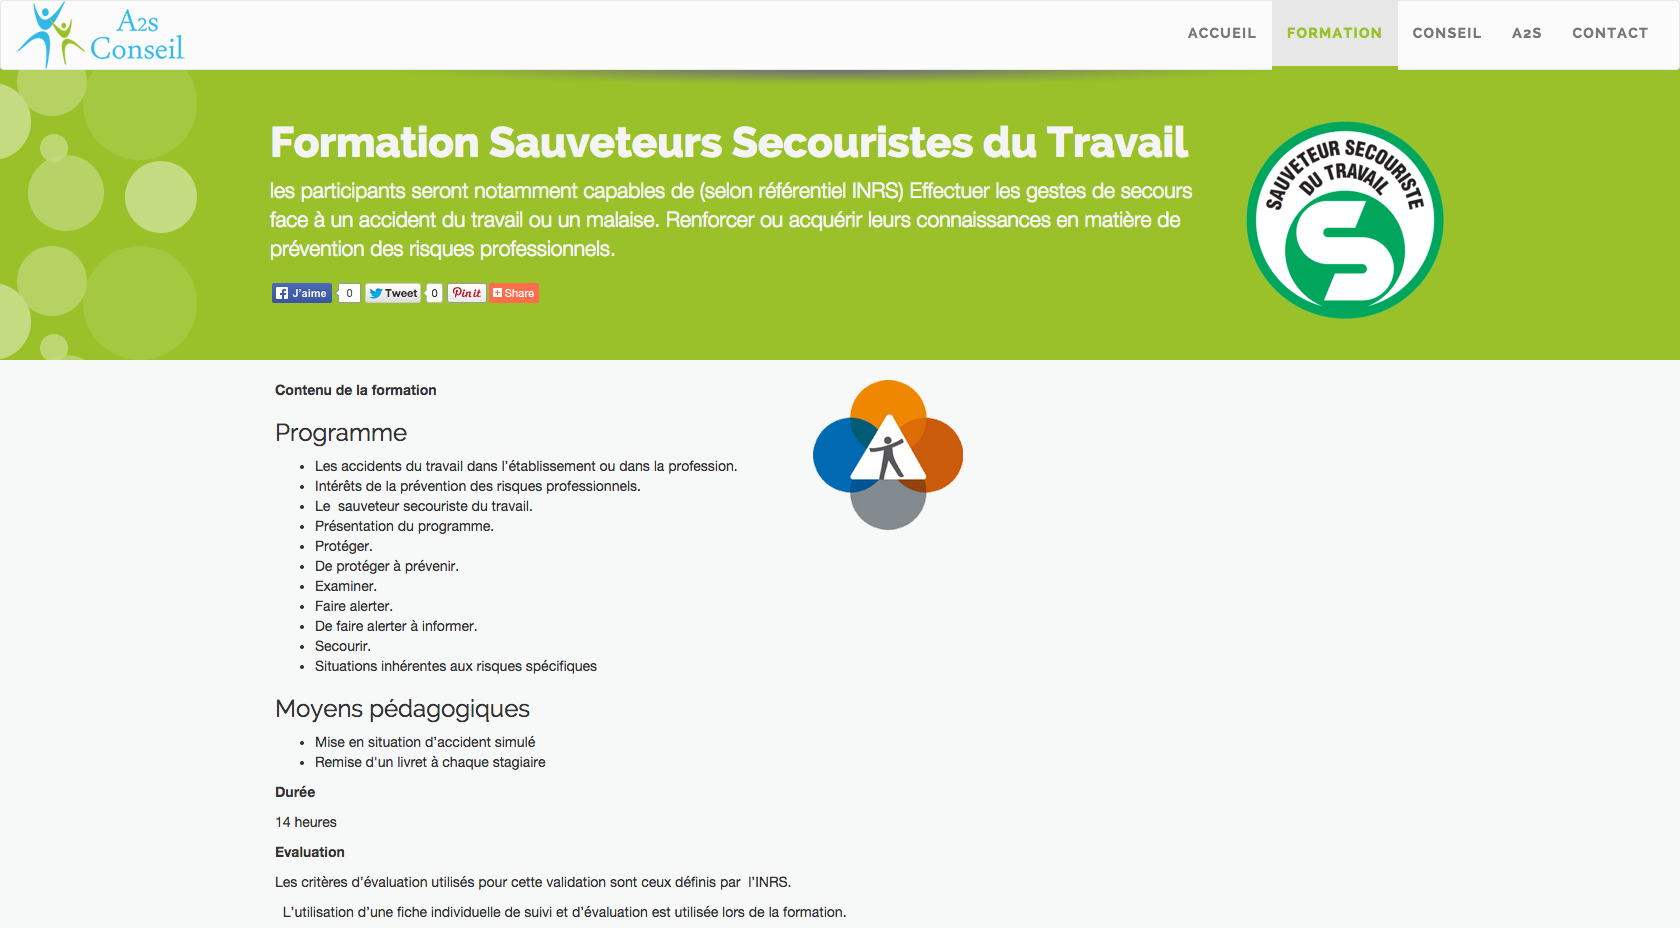 A2s
Conseil
ACCUEIL FORMATION CONSEIL A2S CONTACT
Formation Sauveteurs Secouristes du Travail
les participants seront notamment capables de (selon référentiel INRS) Effectuer les gestes de secours
face à un accident du travail ou un malaise. Renforcer ou acquérir leurs connaissances en matière de
prévention des risques professionnels.
J'aime 0 Tweet 0 Pin it Share
SAUVETEUR SECOURISTE
DU TRAVAIL
Contenu de la formation
Programme
Les accidents du travail dans l'établissement ou dans la profession.
Intérêts de la prévention des risques professionnels.
Le  sauveteur secouriste du travail.
Présentation du programme.
Protéger.
De protéger à prévenir.
Examiner.
Faire alerter.
De faire alerter à informer.
Secourir.
Situations inhérentes aux risques spécifiques
Moyens pédagogiques
Mise en situation d'accident simulé
Remise d'un livret à chaque stagiaire
Durée
14 heures
Evaluation
Les critères d'évaluation utilisés pour cette validation sont ceux définis par  l'INRS.
L'utilisation d'une fiche individuelle de suivi et d'évaluation est utilisée lors de la formation.